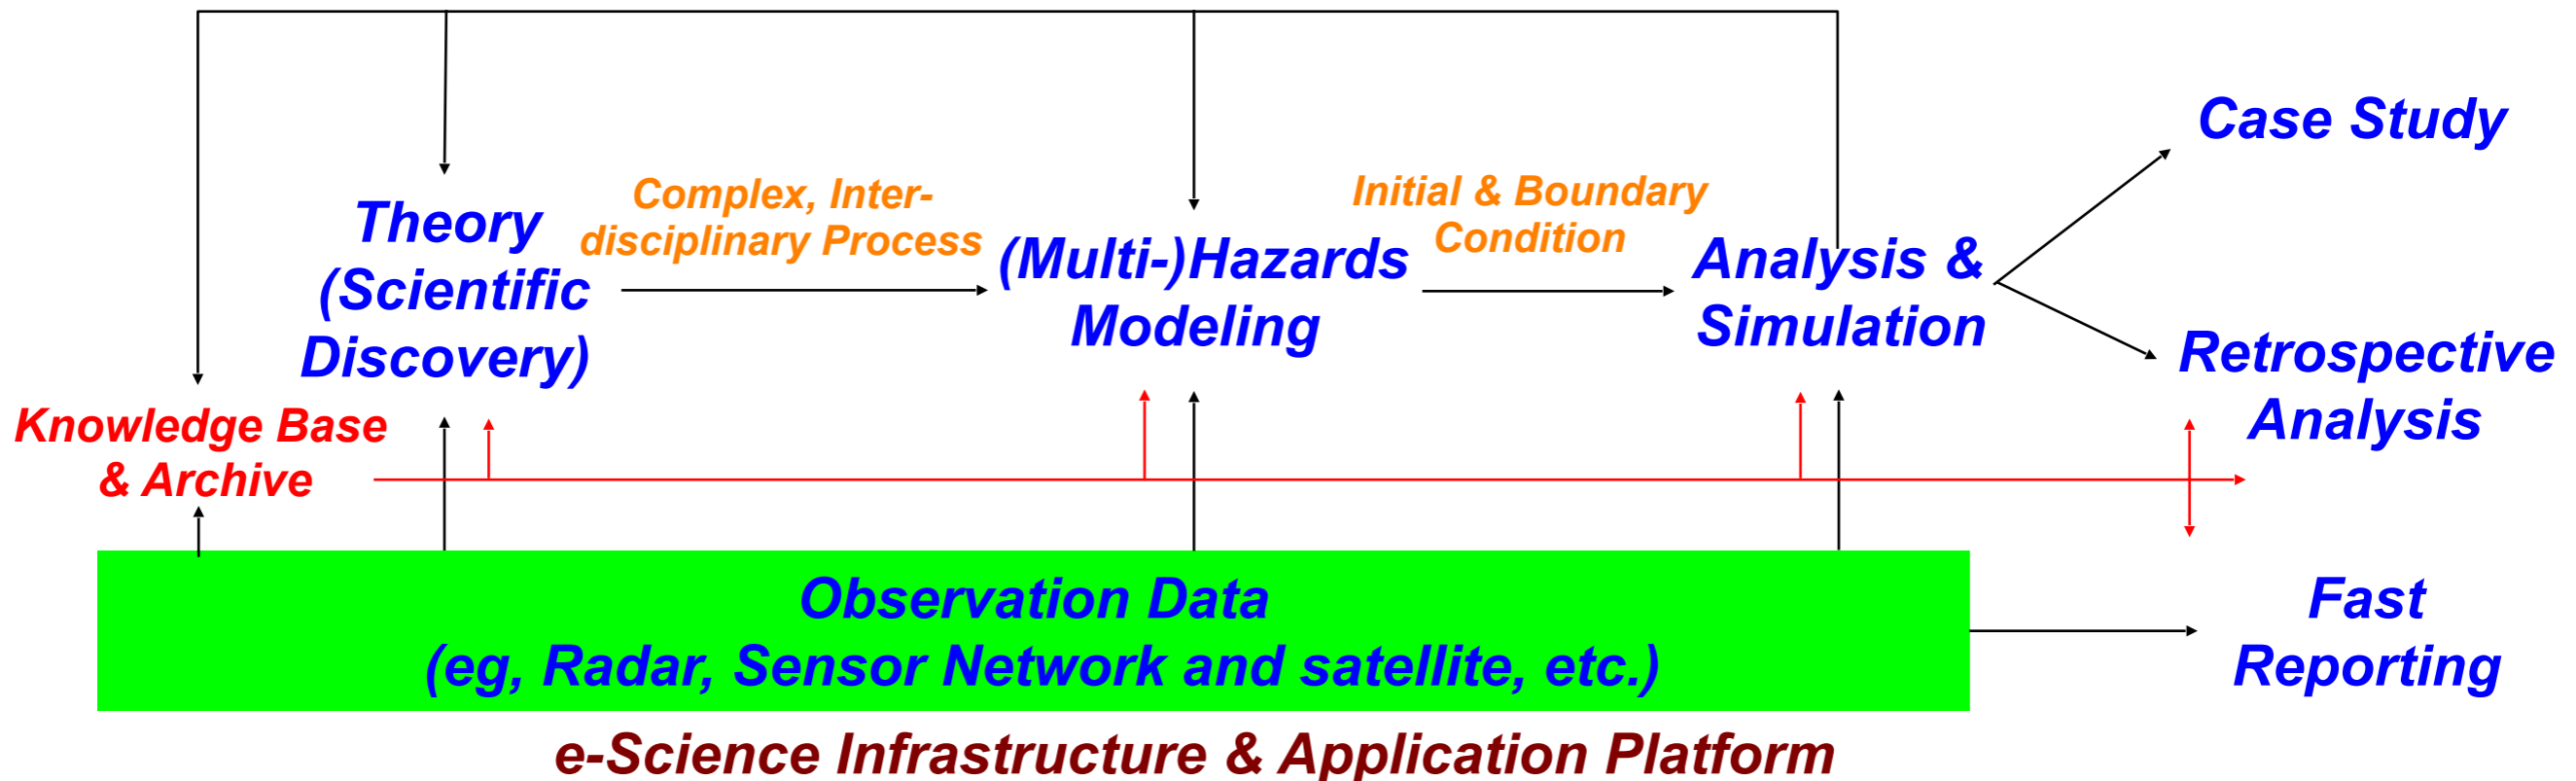 Case Study
Theory
(Scientific
Discovery)
Complex, Inter-
disciplinary Process
(Multi-)Hazards
Modeling
Initial & Boundary
Condition
Analysis &
Simulation
Retrospective
Analysis
Knowledge Base
& Archive
Observation Data
(eg, Radar, Sensor Network and satellite, etc.)
Fast
Reporting
e-Science Infrastructure & Application Platform